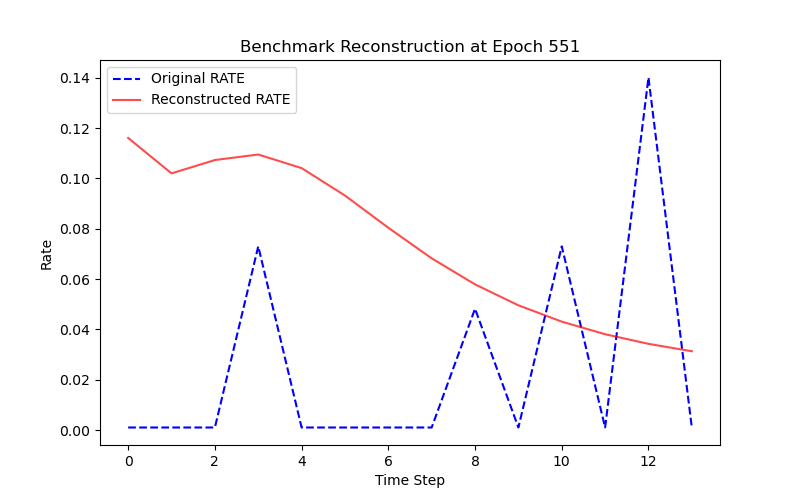 Benchmark Reconstruction at Epoch 551
Original RATE
Reconstructed RATE
0.14
0.12
0.10
0.08
0.06
0.04
0.02
0.00
Rate
0 2 4 6 8 10 12
Time Step